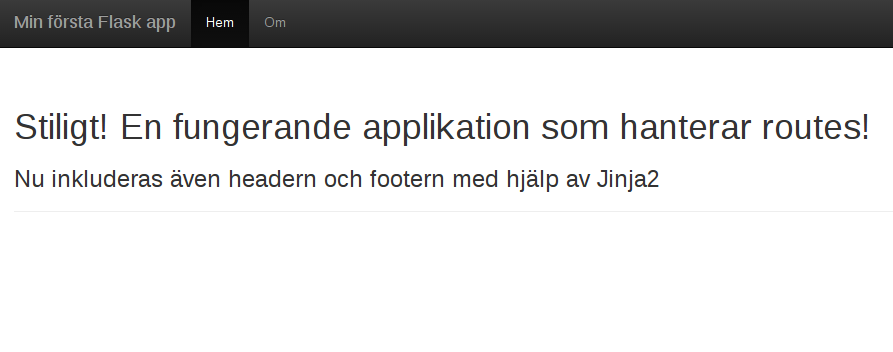 Min första Flask app Hem Om
Stiligt! En fungerande applikation som hanterar routes!
Nu inkluderas även headern och footern med hjälp av Jinja2